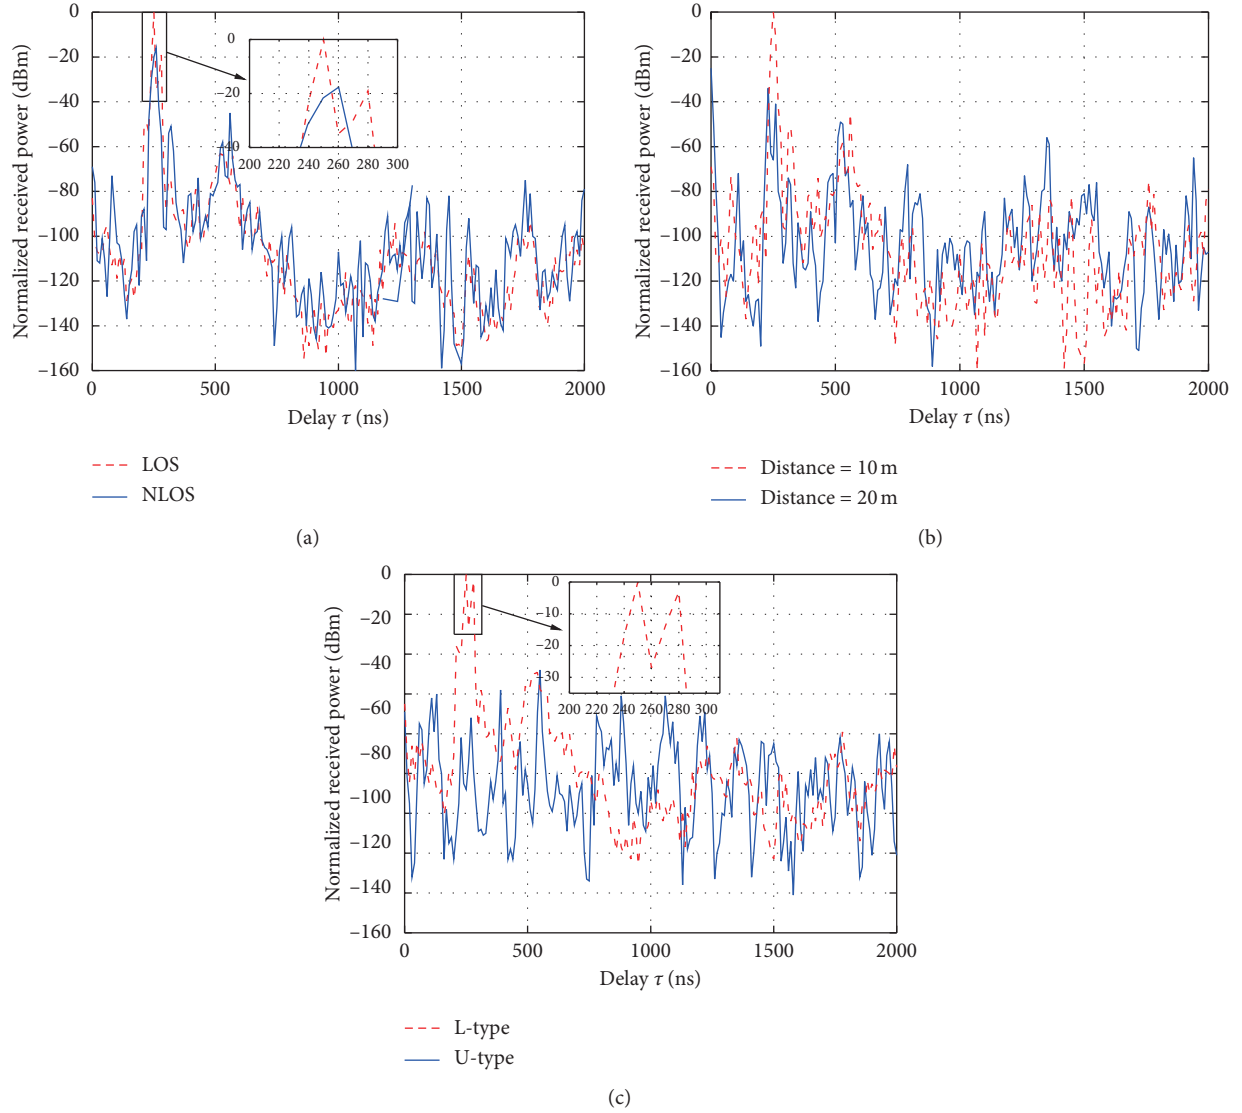 Normalized received power (dBm)
0
–20
–40
–60
–80
–100
–120
–140
–160
0
–20
40
200 220 240 260 280 300
0 500 1000 1500 2000
Delay τ (ns)
LOS
NLOS
(a)
Normalized received power (dBm)
0
–20
–40
–60
–80
–100
–120
–140
–160
0 500 1000 1500 2000
Delay τ (ns)
Distance = 10 m
Distance = 20 m
(b)
Normalized received power (dBm)
0
–20
–40
–60
–80
–100
–120
–140
–160
0
–10
–20
–30
200 220 240 260 280 300
0 500 1000 1500 2000
Delay τ (ns)
L-type
U-type
(c)